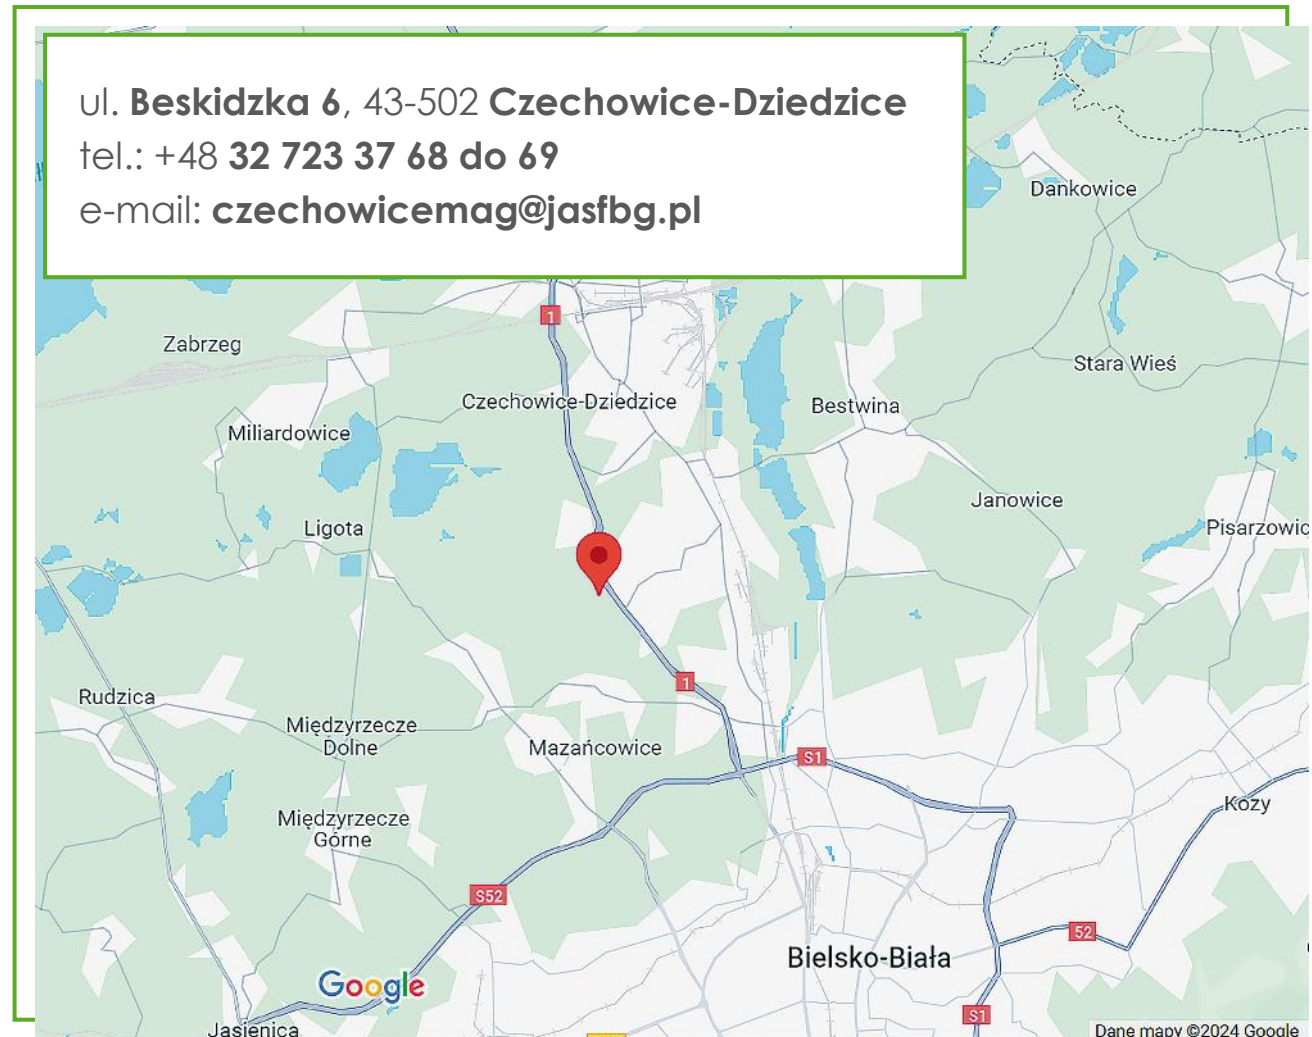 ul. Beskidzka 6, 43-502 Czechowice-Dziedzice
tel.: +48 32 723 37 68 do 69
e-mail: czechowicemag@jasfbg.pl
Dankowice
1
Zabrzeg
Stara Wieś
Czechowice-Dziedzice
Bestwina
Miliardowice
Janowice
Ligota
Pisarzowic
Rudzica
1
Międzyrzecze
Dolne
Mazańcowice
S1
Kozy
Międzyrzecze
Górne
S52
52
Bielsko-Biała
Google
S1
Jasienica
Dane mapy ©2024 Google